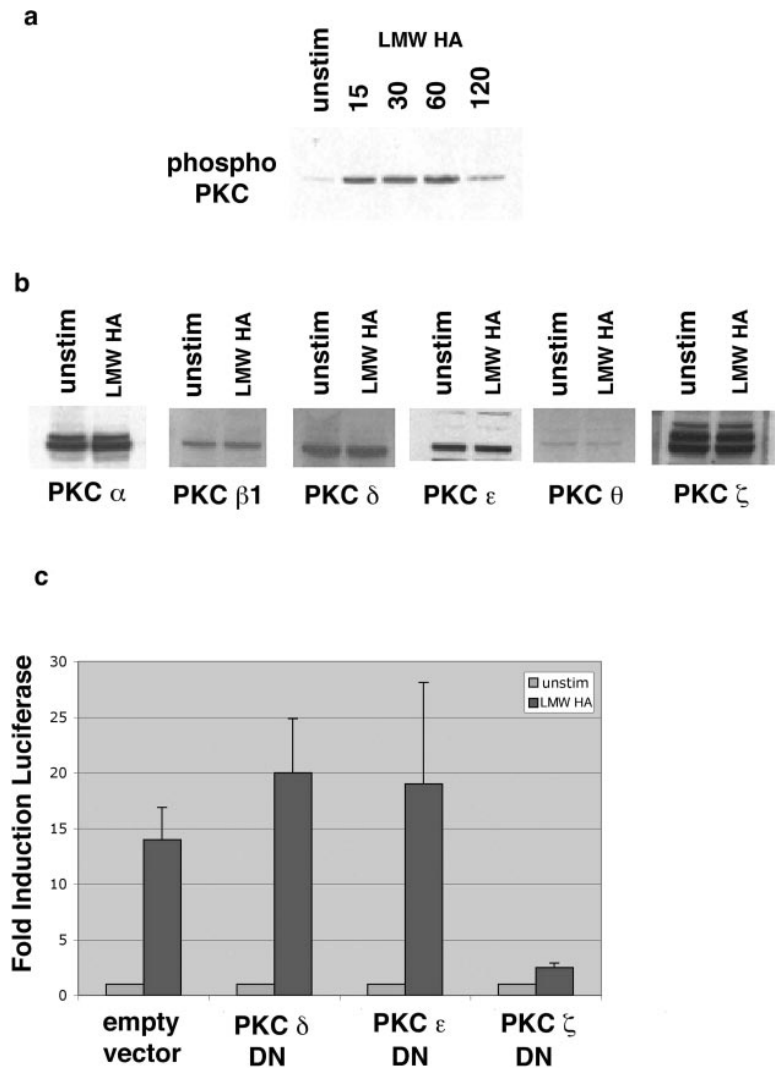 a
LMW HA
unstim 15 30 60 120
phospho
PKC
b
unstim LMW HA unstim LMW HA unstim LMW HA unstim LMW HA unstim LMW HA unstim LMW HA
PKC α PKC β1 PKC δ PKC ε PKC θ PKC ζ
c
Fold Induction Luciferase
30
25
20
15
10
5
0
unstim
LMW HA
empty vector PKC δ DN PKC ε DN PKC ζ DN